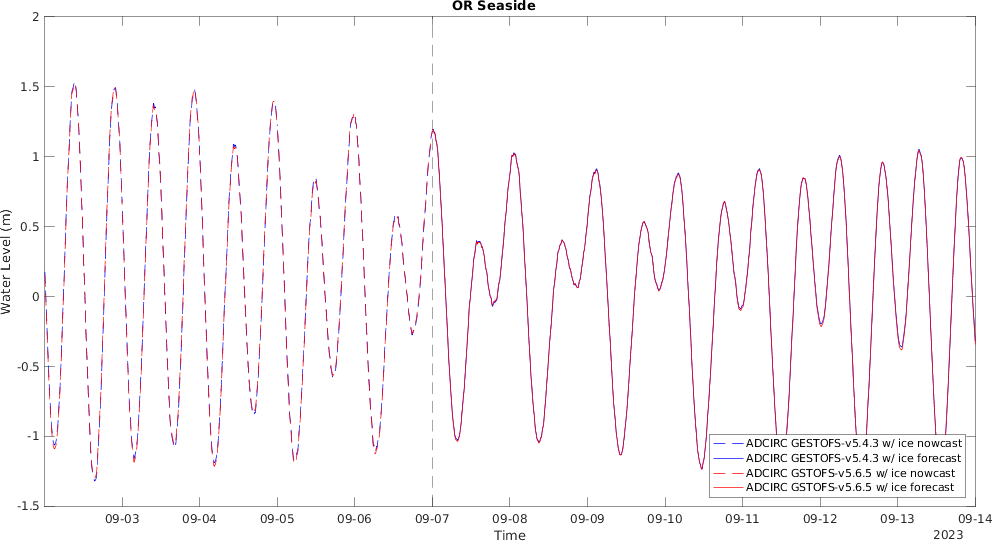 OR Seaside
2
1.5
1
0.5
0
-0.5
-1
-1.5
Water Level (m)
ADCIRC GESTOFS-v5.4.3 w/ ice nowcast
ADCIRC GESTOFS-v5.4.3 w/ ice forecast
ADCIRC GSTOFS-v5.6.5 w/ ice nowcast
ADCIRC GSTOFS-v5.6.5 w/ ice forecast
09-03 09-04 09-05 09-06 09-07 09-08 09-09 09-10 09-11 09-12 09-13 09-14
Time 2023